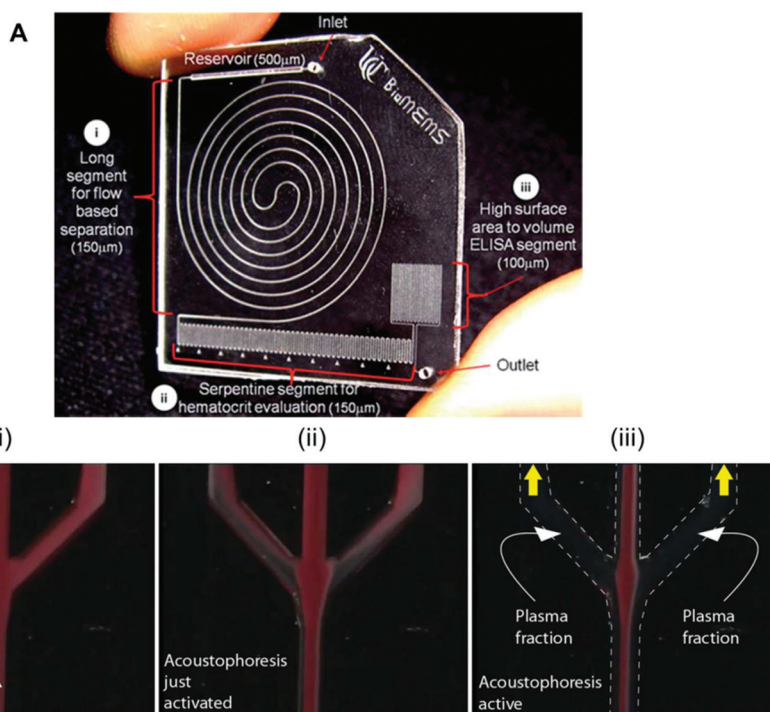 A
Inlet
Reservoir (500µm)
UC BioMEMS
i
Long
segment
for flow
based
separation
(150µm)
iii
High surface
area to volume
ELISA segment
(100µm)
Outlet
ii
Serpentine segment for
hematocrit evaluation (150µm)
i)
(ii)
(iii)
Acoustophoresis
just
activated
Plasma
fraction
Plasma
fraction
Acoustophoresis
active